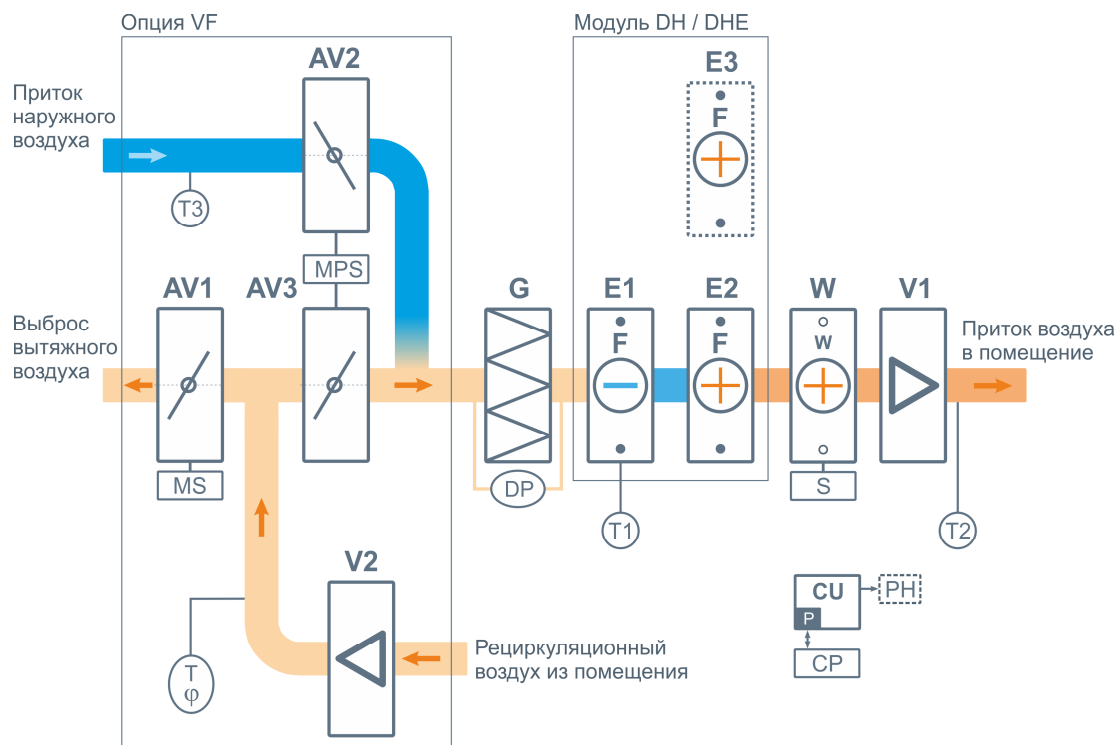 Опция VF
Модуль DH / DHE
AV2
E3
Приток
наружного
воздуха
F
T3
MPS
AV1
AV3
G
E1
E2
W
V1
Выброс
вытяжного
воздуха
F
F
w
Приток воздуха
в помещение
MS
DP
S
T1
T2
V2
CU
PH
P
T
φ
Рециркуляционный
воздух из помещения
CP